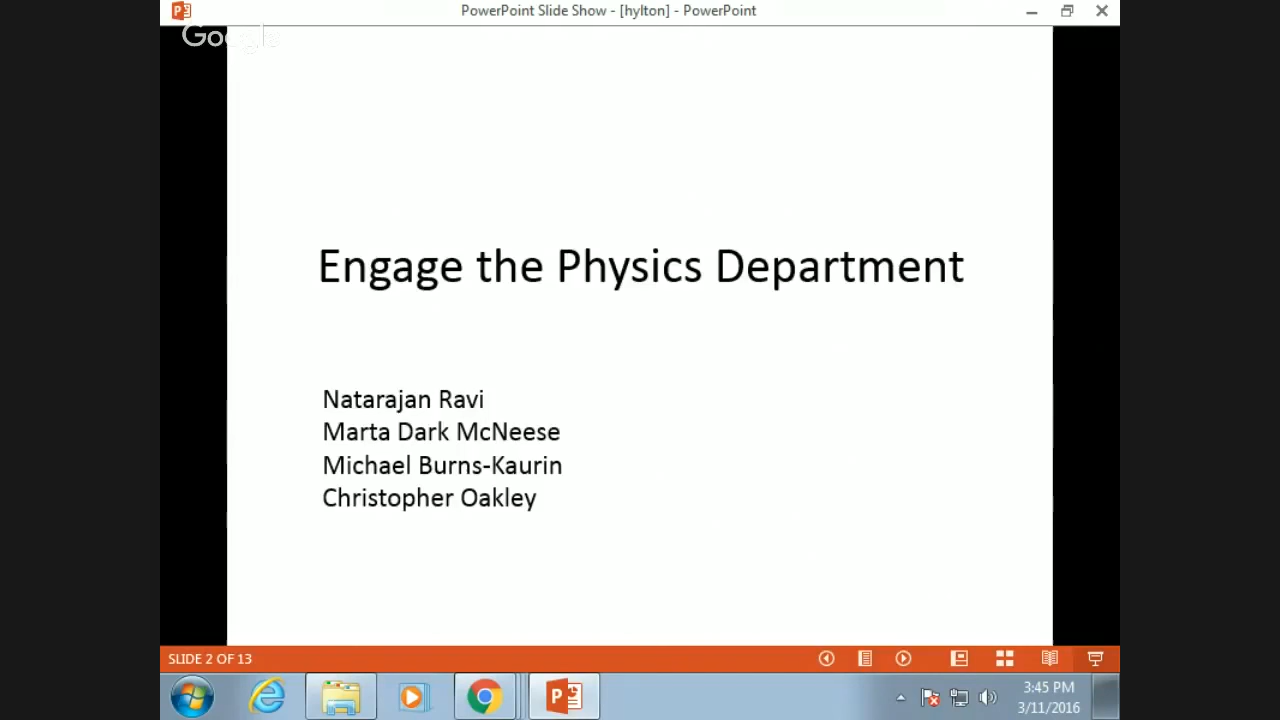 PowerPoint Slide Show - [hylton] - PowerPoint
Google
Engage the Physics Department
Natarajan Ravi
Marta Dark McNeese
Michael Burns-Kaurin
Christopher Oakley
SLIDE 2 OF 13
3:45 PM
3/11/2016